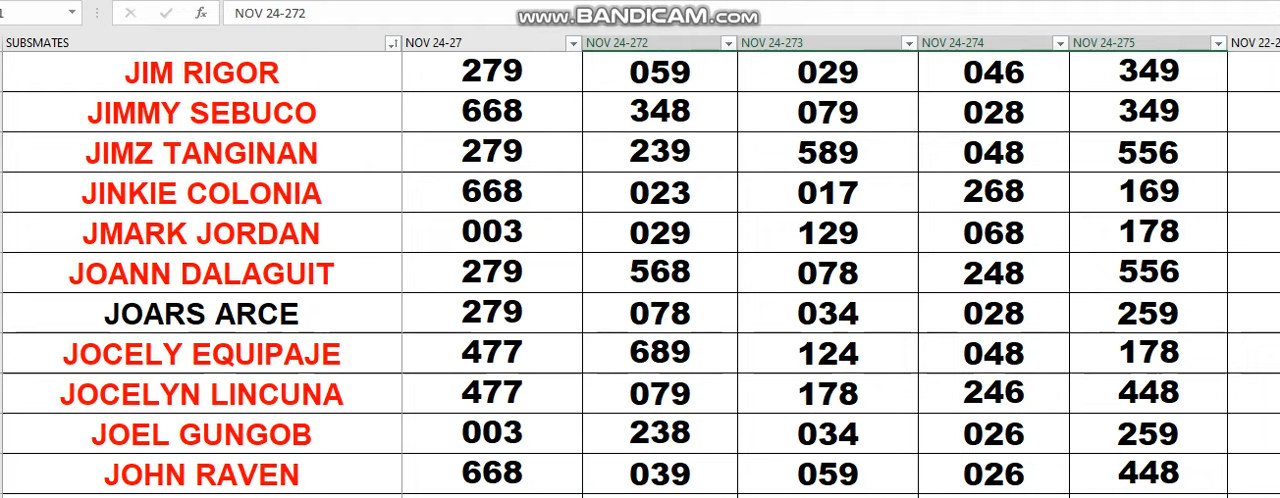 NOV 24-272
www.BANDICAM.com
SUBSMATES NOV 24-27 NOV 24-272 NOV 24-273 NOV 24-274 NOV 24-275 NOV 22-2
JIM RIGOR 279 059 029 046 349
JIMMY SEBUCO 668 348 079 028 349
JIMZ TANGINAN 279 239 589 048 556
JINKIE COLONIA 668 023 017 268 169
JMARK JORDAN 003 029 129 068 178
JOANN DALAGUIT 279 568 078 248 556
JOARS ARCE 279 078 034 028 259
JOCELY EQUIPAJE 477 689 124 048 178
JOCELYN LINCUNA 477 079 178 246 448
JOEL GUNGOB 003 238 034 026 259
JOHN RAVEN 668 039 059 026 448